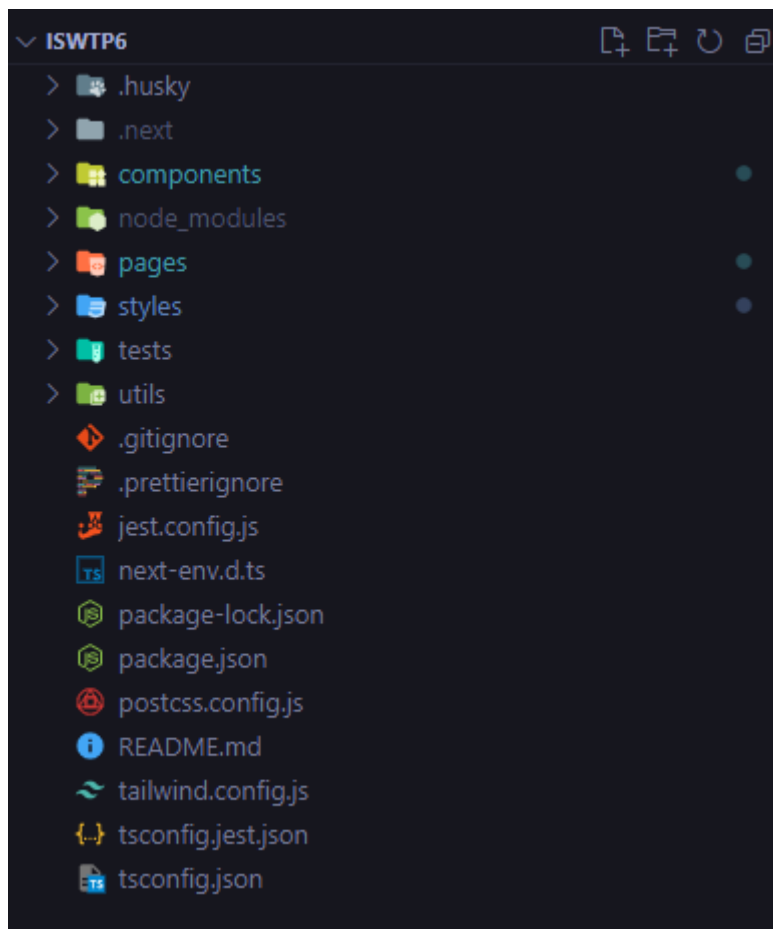 ISWTP6
.husky
.next
components
node_modules
pages
styles
tests
utils
.gitignore
.prettierignore
jest.config.js
next-env.d.ts
package-lock.json
package.json
postcss.config.js
README.md
tailwind.config.js
tsconfig.jest.json
tsconfig.json